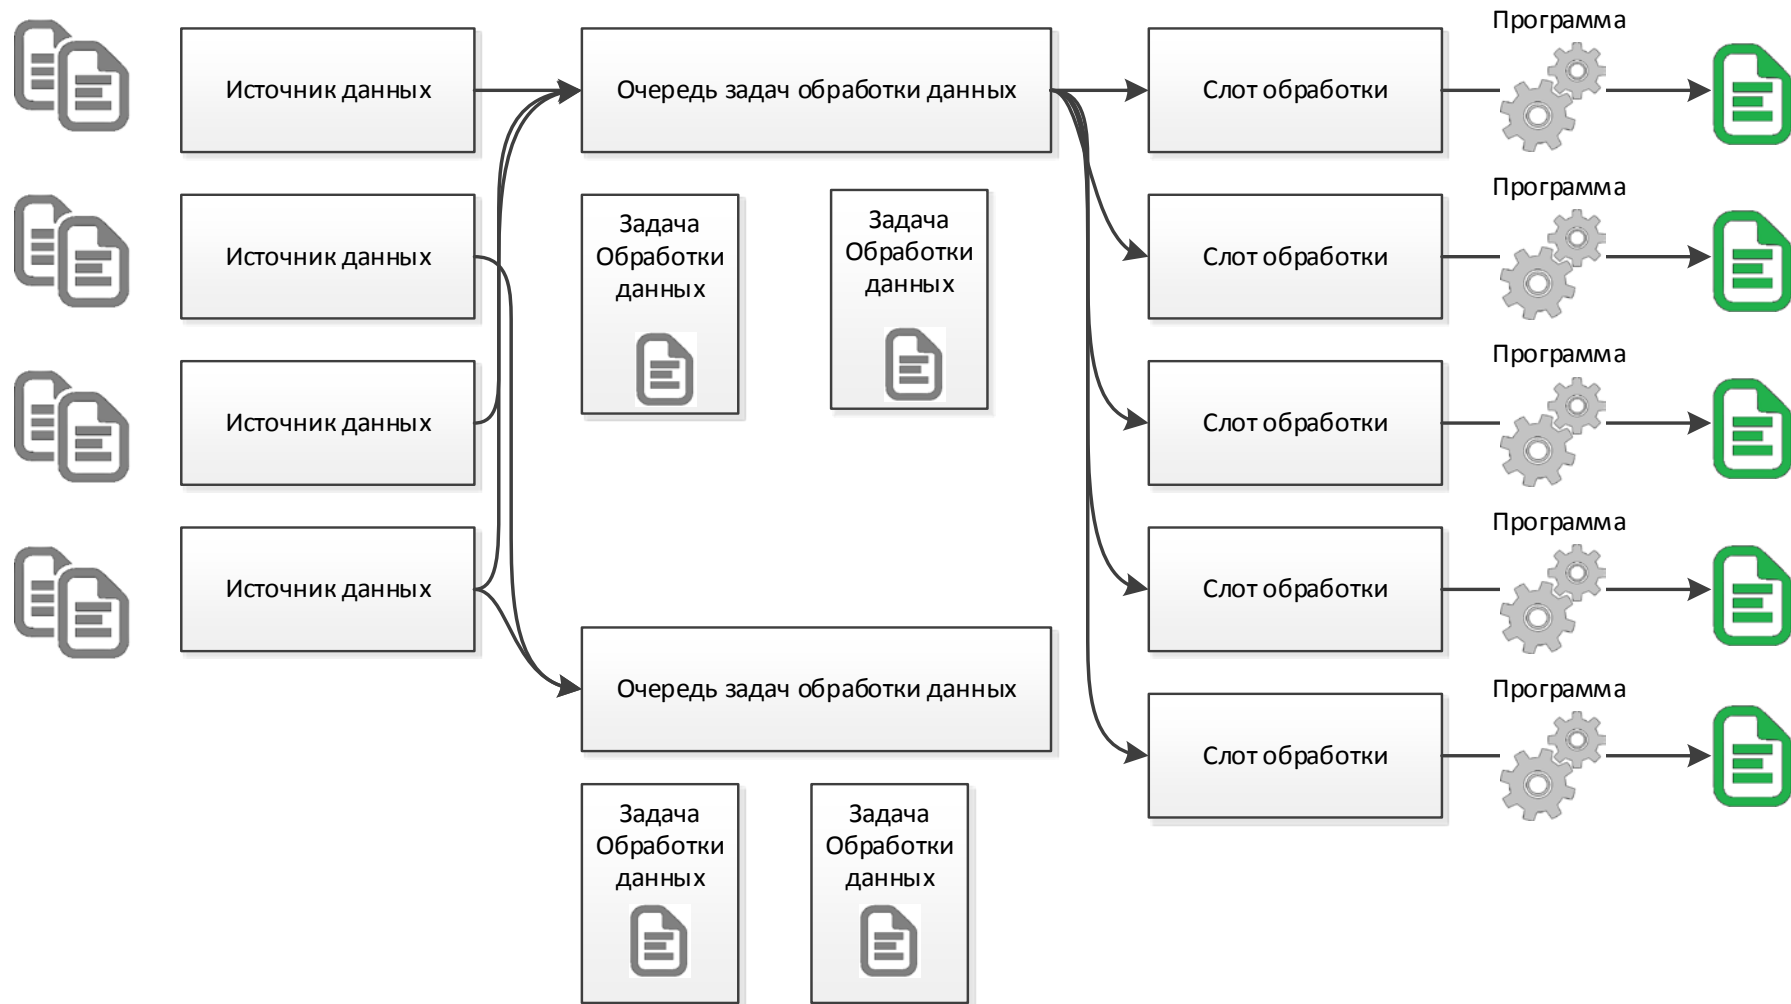 Программа
Источник данных
Очередь задач обработки данных
Слот обработки
Программа
Источник данных
Задача
Обработки
данных
Задача
Обработки
данных
Слот обработки
Программа
Источник данных
Слот обработки
Программа
Источник данных
Слот обработки
Очередь задач обработки данных
Программа
Слот обработки
Задача
Обработки
данных
Задача
Обработки
данных